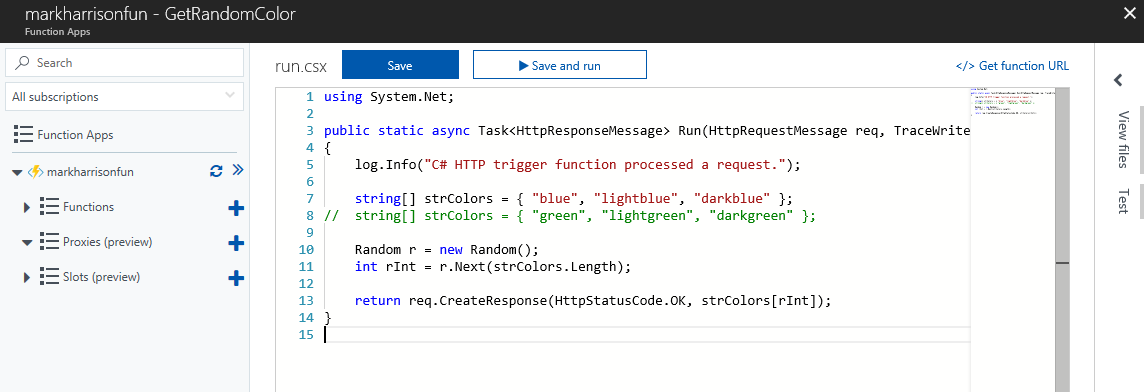 markharrisonfun - GetRandomColor
Function Apps
Search
All subscriptions
Function Apps
markharrisonfun
Functions
Proxies (preview)
Slots (preview)
run.csx
Save
Save and run
</> Get function URL
1 using System.Net;
2
3 public static async Task<HttpResponseMessage> Run(HttpRequestMessage req, TraceWrite
4 {
5     log.Info("C# HTTP trigger function processed a request.");
6
7     string[] strColors = { "blue", "lightblue", "darkblue" };
8 //  string[] strColors = { "green", "lightgreen", "darkgreen" };
9
10     Random r = new Random();
11     int rInt = r.Next(strColors.Length);
12
13     return req.CreateResponse(HttpStatusCode.OK, strColors[rInt]);
14 }
15
View files
Test